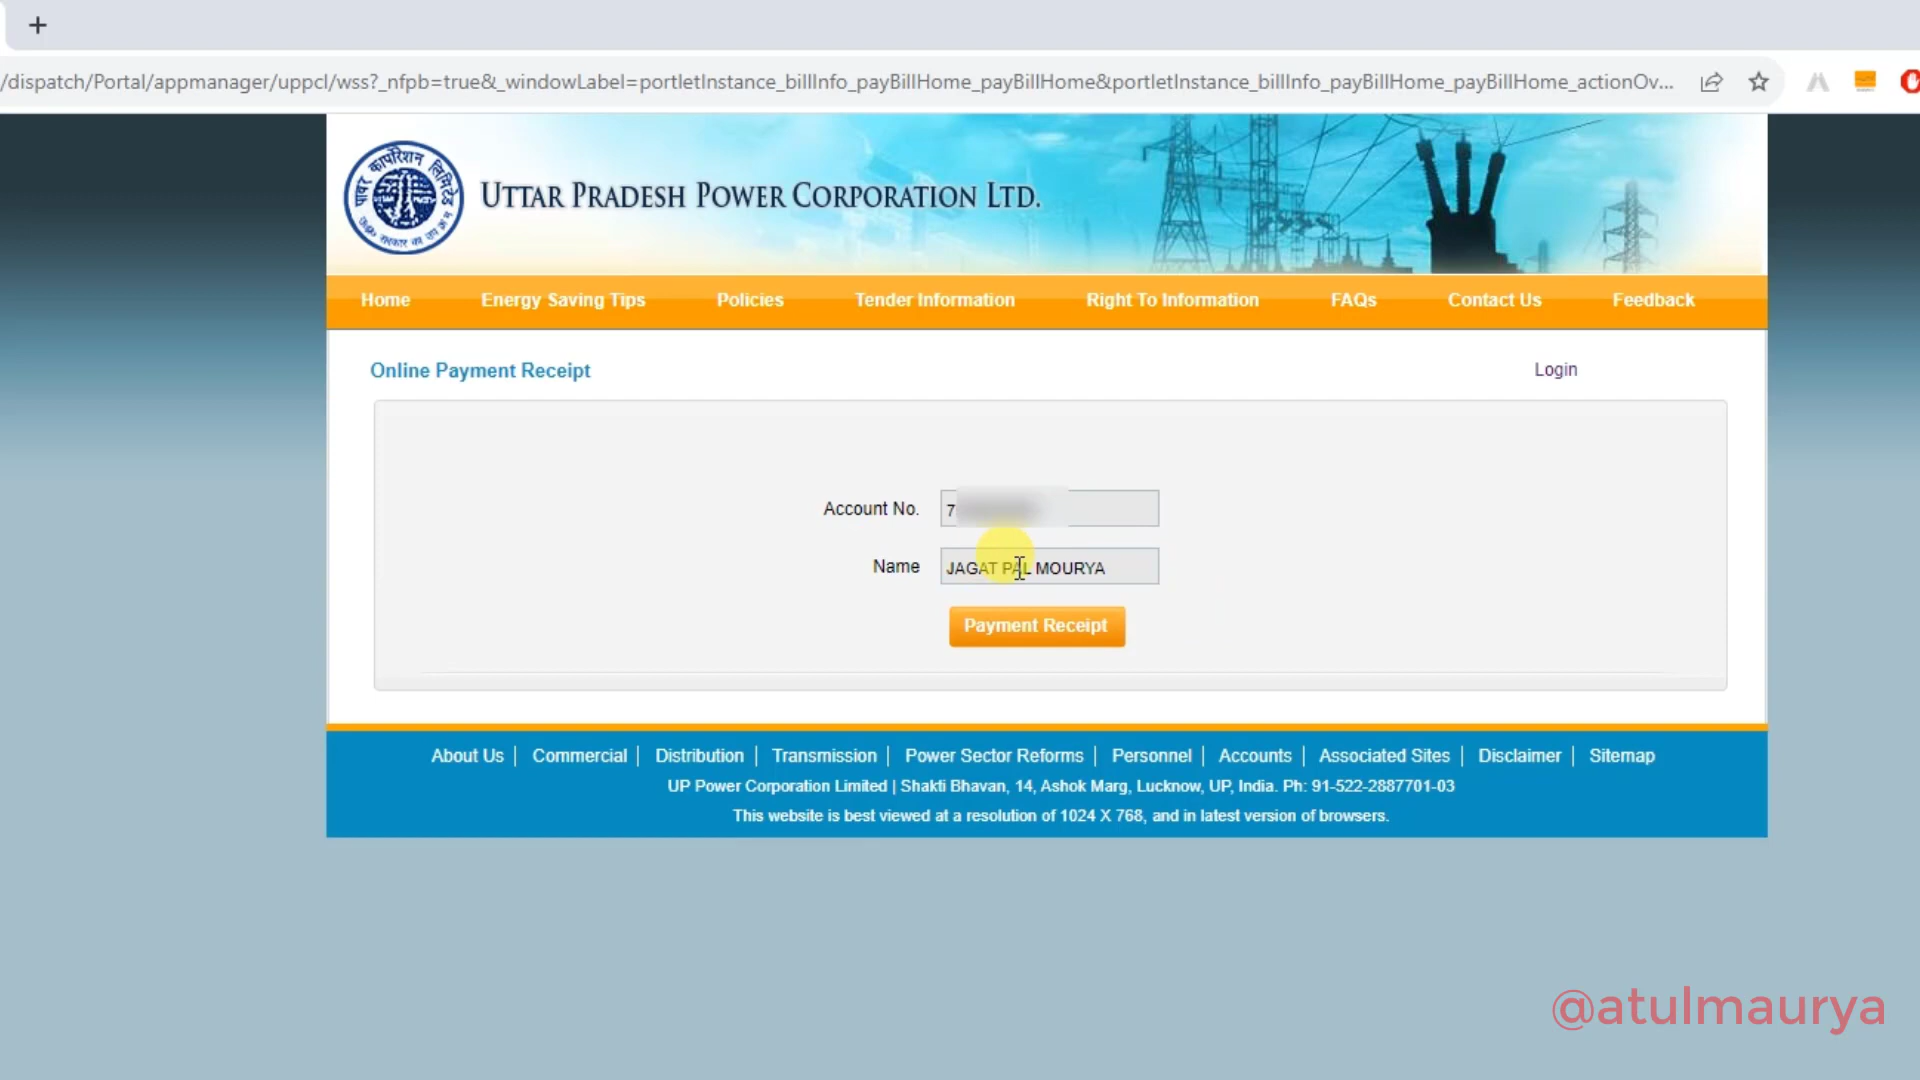 +
/dispatch/Portal/appmanager/uppcl/wss?_nfpb=true&_windowLabel=portletInstance_billInfo_payBillHome_payBillHome&portletInstance_billInfo_payBillHome_payBillHome_actionOv...
UTTAR PRADESH POWER CORPORATION LTD.
Home Energy Saving Tips Policies Tender Information Right To Information FAQs Contact Us Feedback
Online Payment Receipt Login
Account No. 7
Name JAGAT PAL MOURYA
Payment Receipt
About Us | Commercial | Distribution | Transmission | Power Sector Reforms | Personnel | Accounts | Associated Sites | Disclaimer | Sitemap
UP Power Corporation Limited | Shakti Bhavan, 14, Ashok Marg, Lucknow, UP, India. Ph: 91-522-2887701-03
This website is best viewed at a resolution of 1024 X 768, and in latest version of browsers.
@atulmaurya